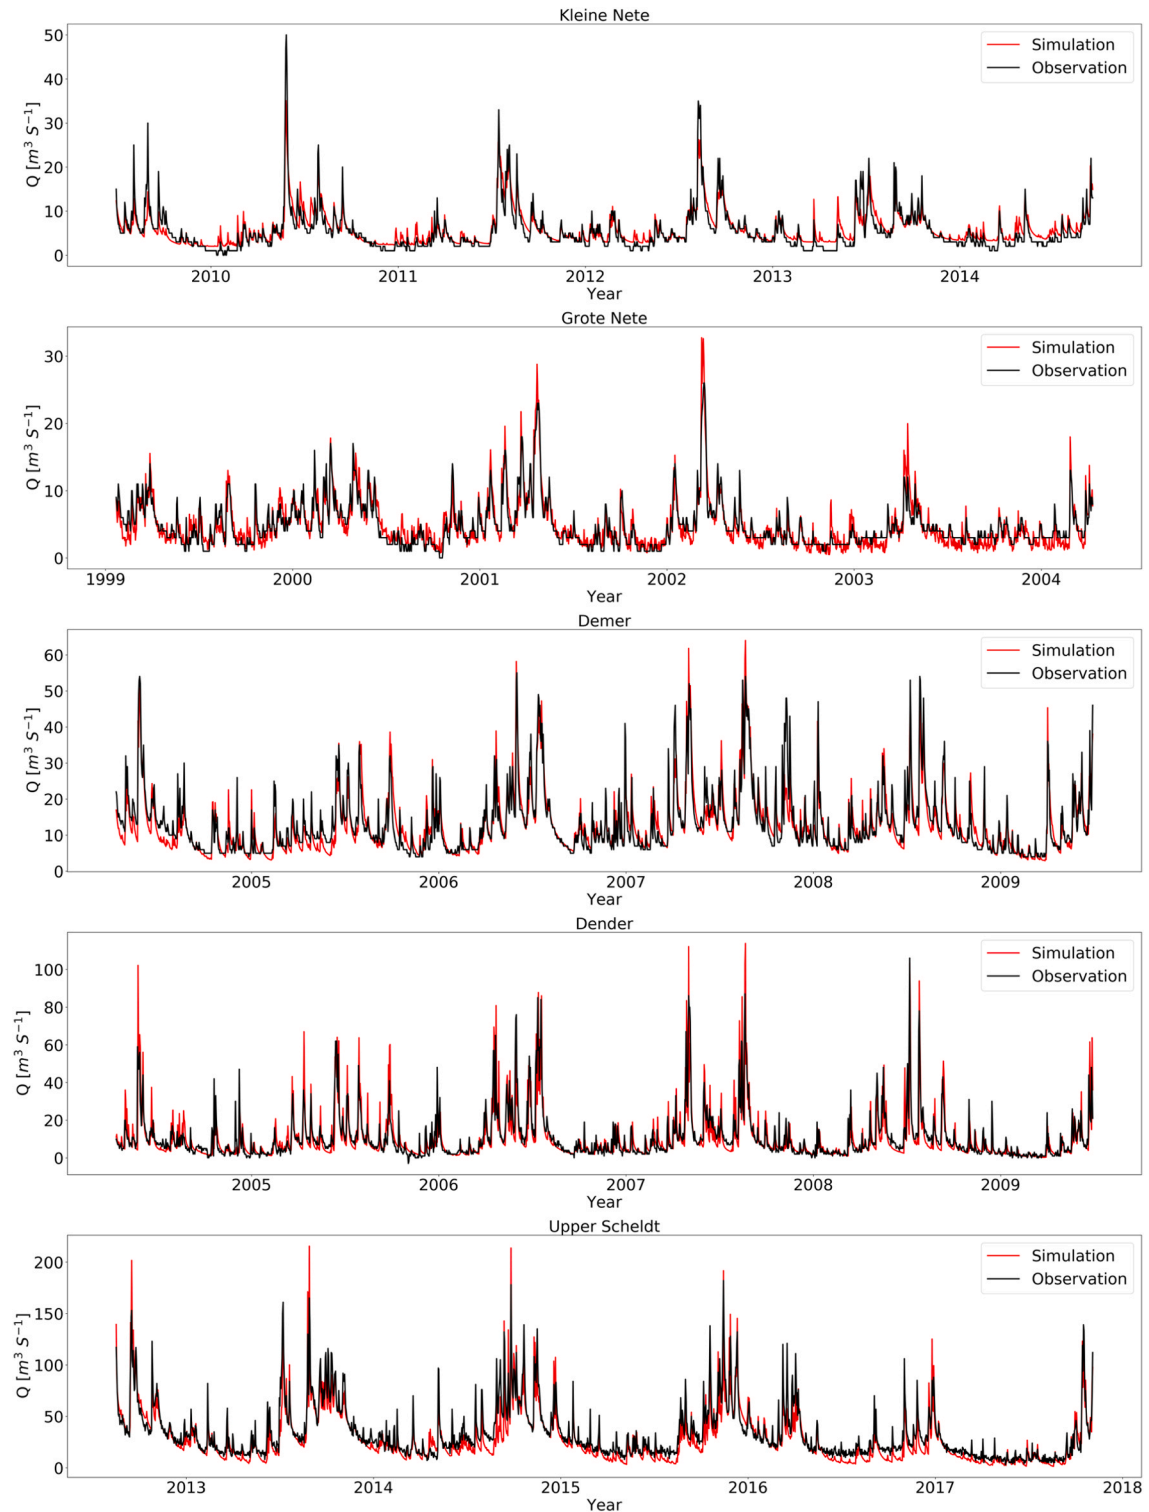 Kleine Nete
Simulation
Observation
Q [m³ S⁻¹]
50
40
30
20
10
0
2010 2011 2012 2013 2014
Year
Grote Nete
Simulation
Observation
Q [m³ S⁻¹]
30
20
10
0
1999 2000 2001 2002 2003 2004
Year
Demer
Simulation
Observation
Q [m³ S⁻¹]
60
50
40
30
20
10
0
2005 2006 2007 2008 2009
Year
Dender
Simulation
Observation
Q [m³ S⁻¹]
100
80
60
40
20
0
2005 2006 2007 2008 2009
Year
Upper Scheldt
Simulation
Observation
Q [m³ S⁻¹]
200
150
100
50
0
2013 2014 2015 2016 2017 2018
Year